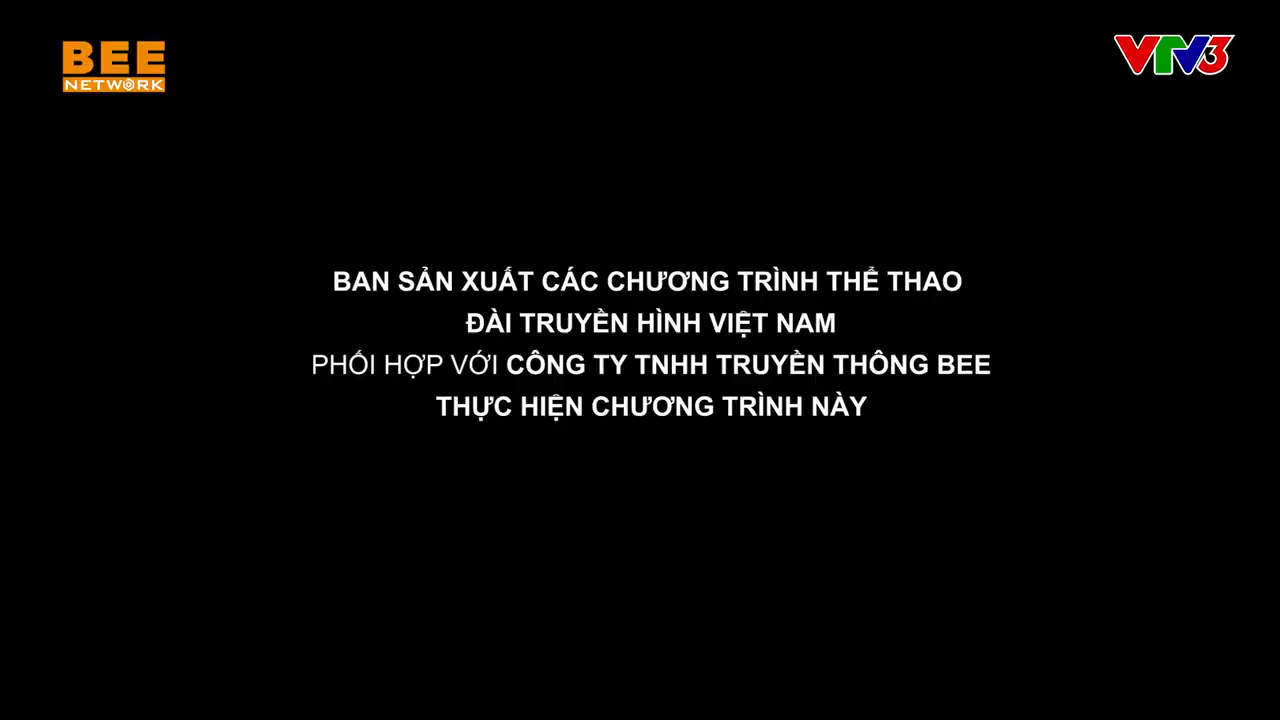 BEE
NETWORK
VTV3
BAN SẢN XUẤT CÁC CHƯƠNG TRÌNH THỂ THAO
ĐÀI TRUYỀN HÌNH VIỆT NAM
PHỐI HỢP VỚI CÔNG TY TNHH TRUYỀN THÔNG BEE
THỰC HIỆN CHƯƠNG TRÌNH NÀY